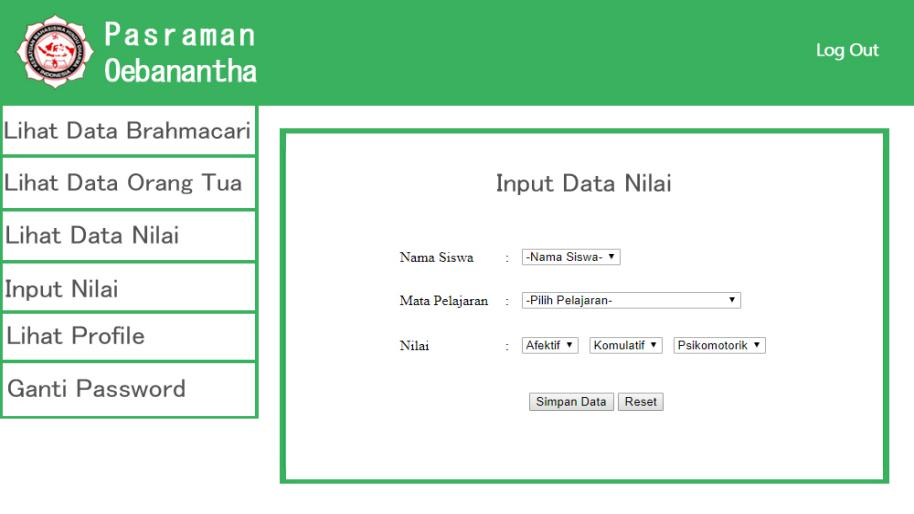 Pasraman
Oebanantha
Log Out
Lihat Data Brahmacari
Lihat Data Orang Tua
Lihat Data Nilai
Input Nilai
Lihat Profile
Ganti Password
Input Data Nilai
Nama Siswa : -Nama Siswa-
Mata Pelajaran : -Pilih Pelajaran-
Nilai : Afektif Komulatif Psikomotorik
Simpan Data Reset